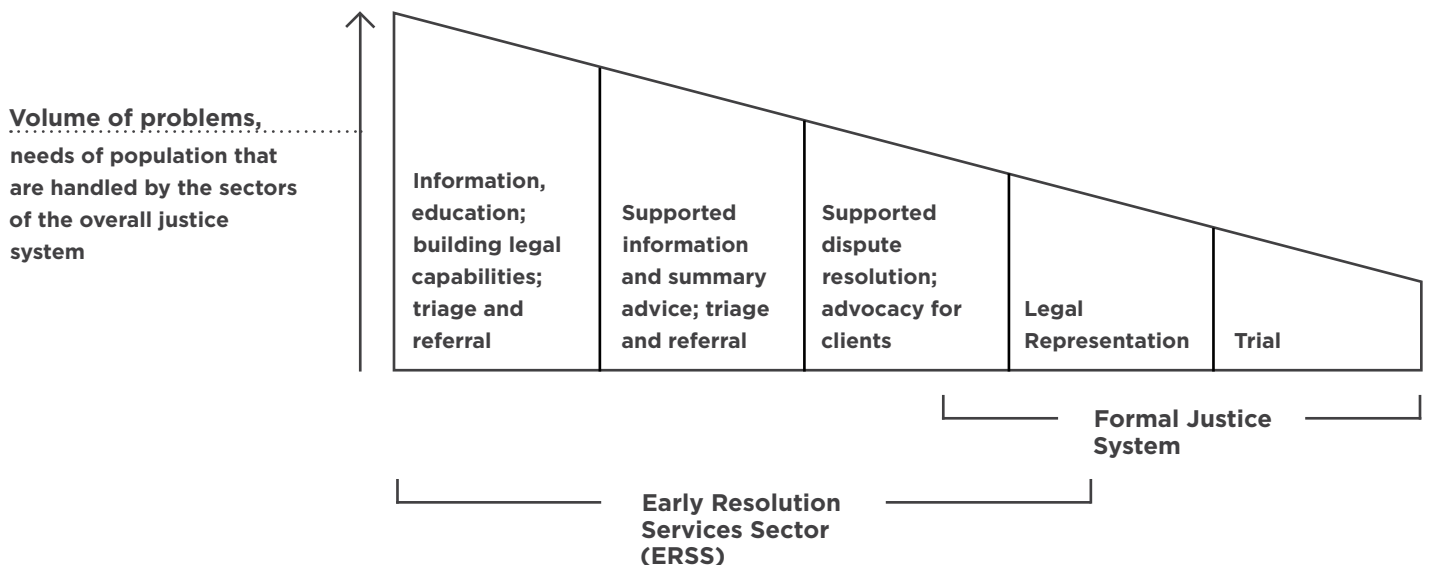 Volume of problems,
needs of population that
are handled by the sectors
of the overall justice
system
Information,
education;
building legal
capabilities;
triage and
referral
Supported
information
and summary
advice; triage
and referral
Supported
dispute
resolution;
advocacy for
clients
Legal
Representation
Trial
Formal Justice
System
Early Resolution
Services Sector
(ERSS)